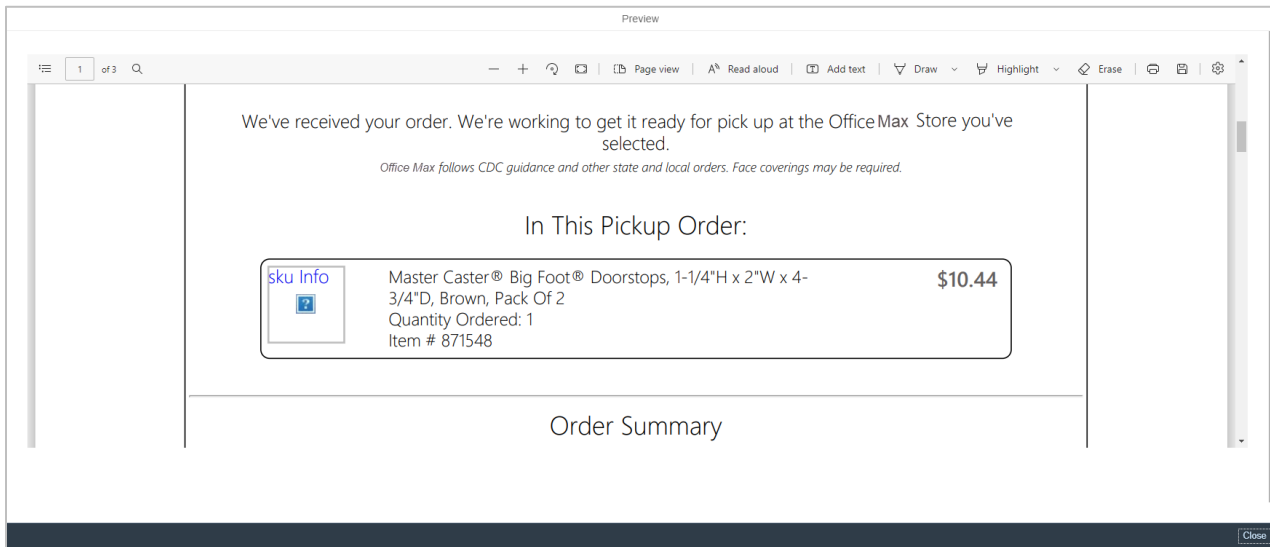 Preview
1 of 3 Page view Read aloud Add text Draw Highlight Erase
We've received your order. We're working to get it ready for pick up at the Office Max Store you've
selected.
Office Max follows CDC guidance and other state and local orders. Face coverings may be required.
In This Pickup Order:
sku Info
Master Caster® Big Foot® Doorstops, 1-1/4"H x 2"W x 4-
3/4"D, Brown, Pack Of 2
Quantity Ordered: 1
Item # 871548
$10.44
Order Summary
Close